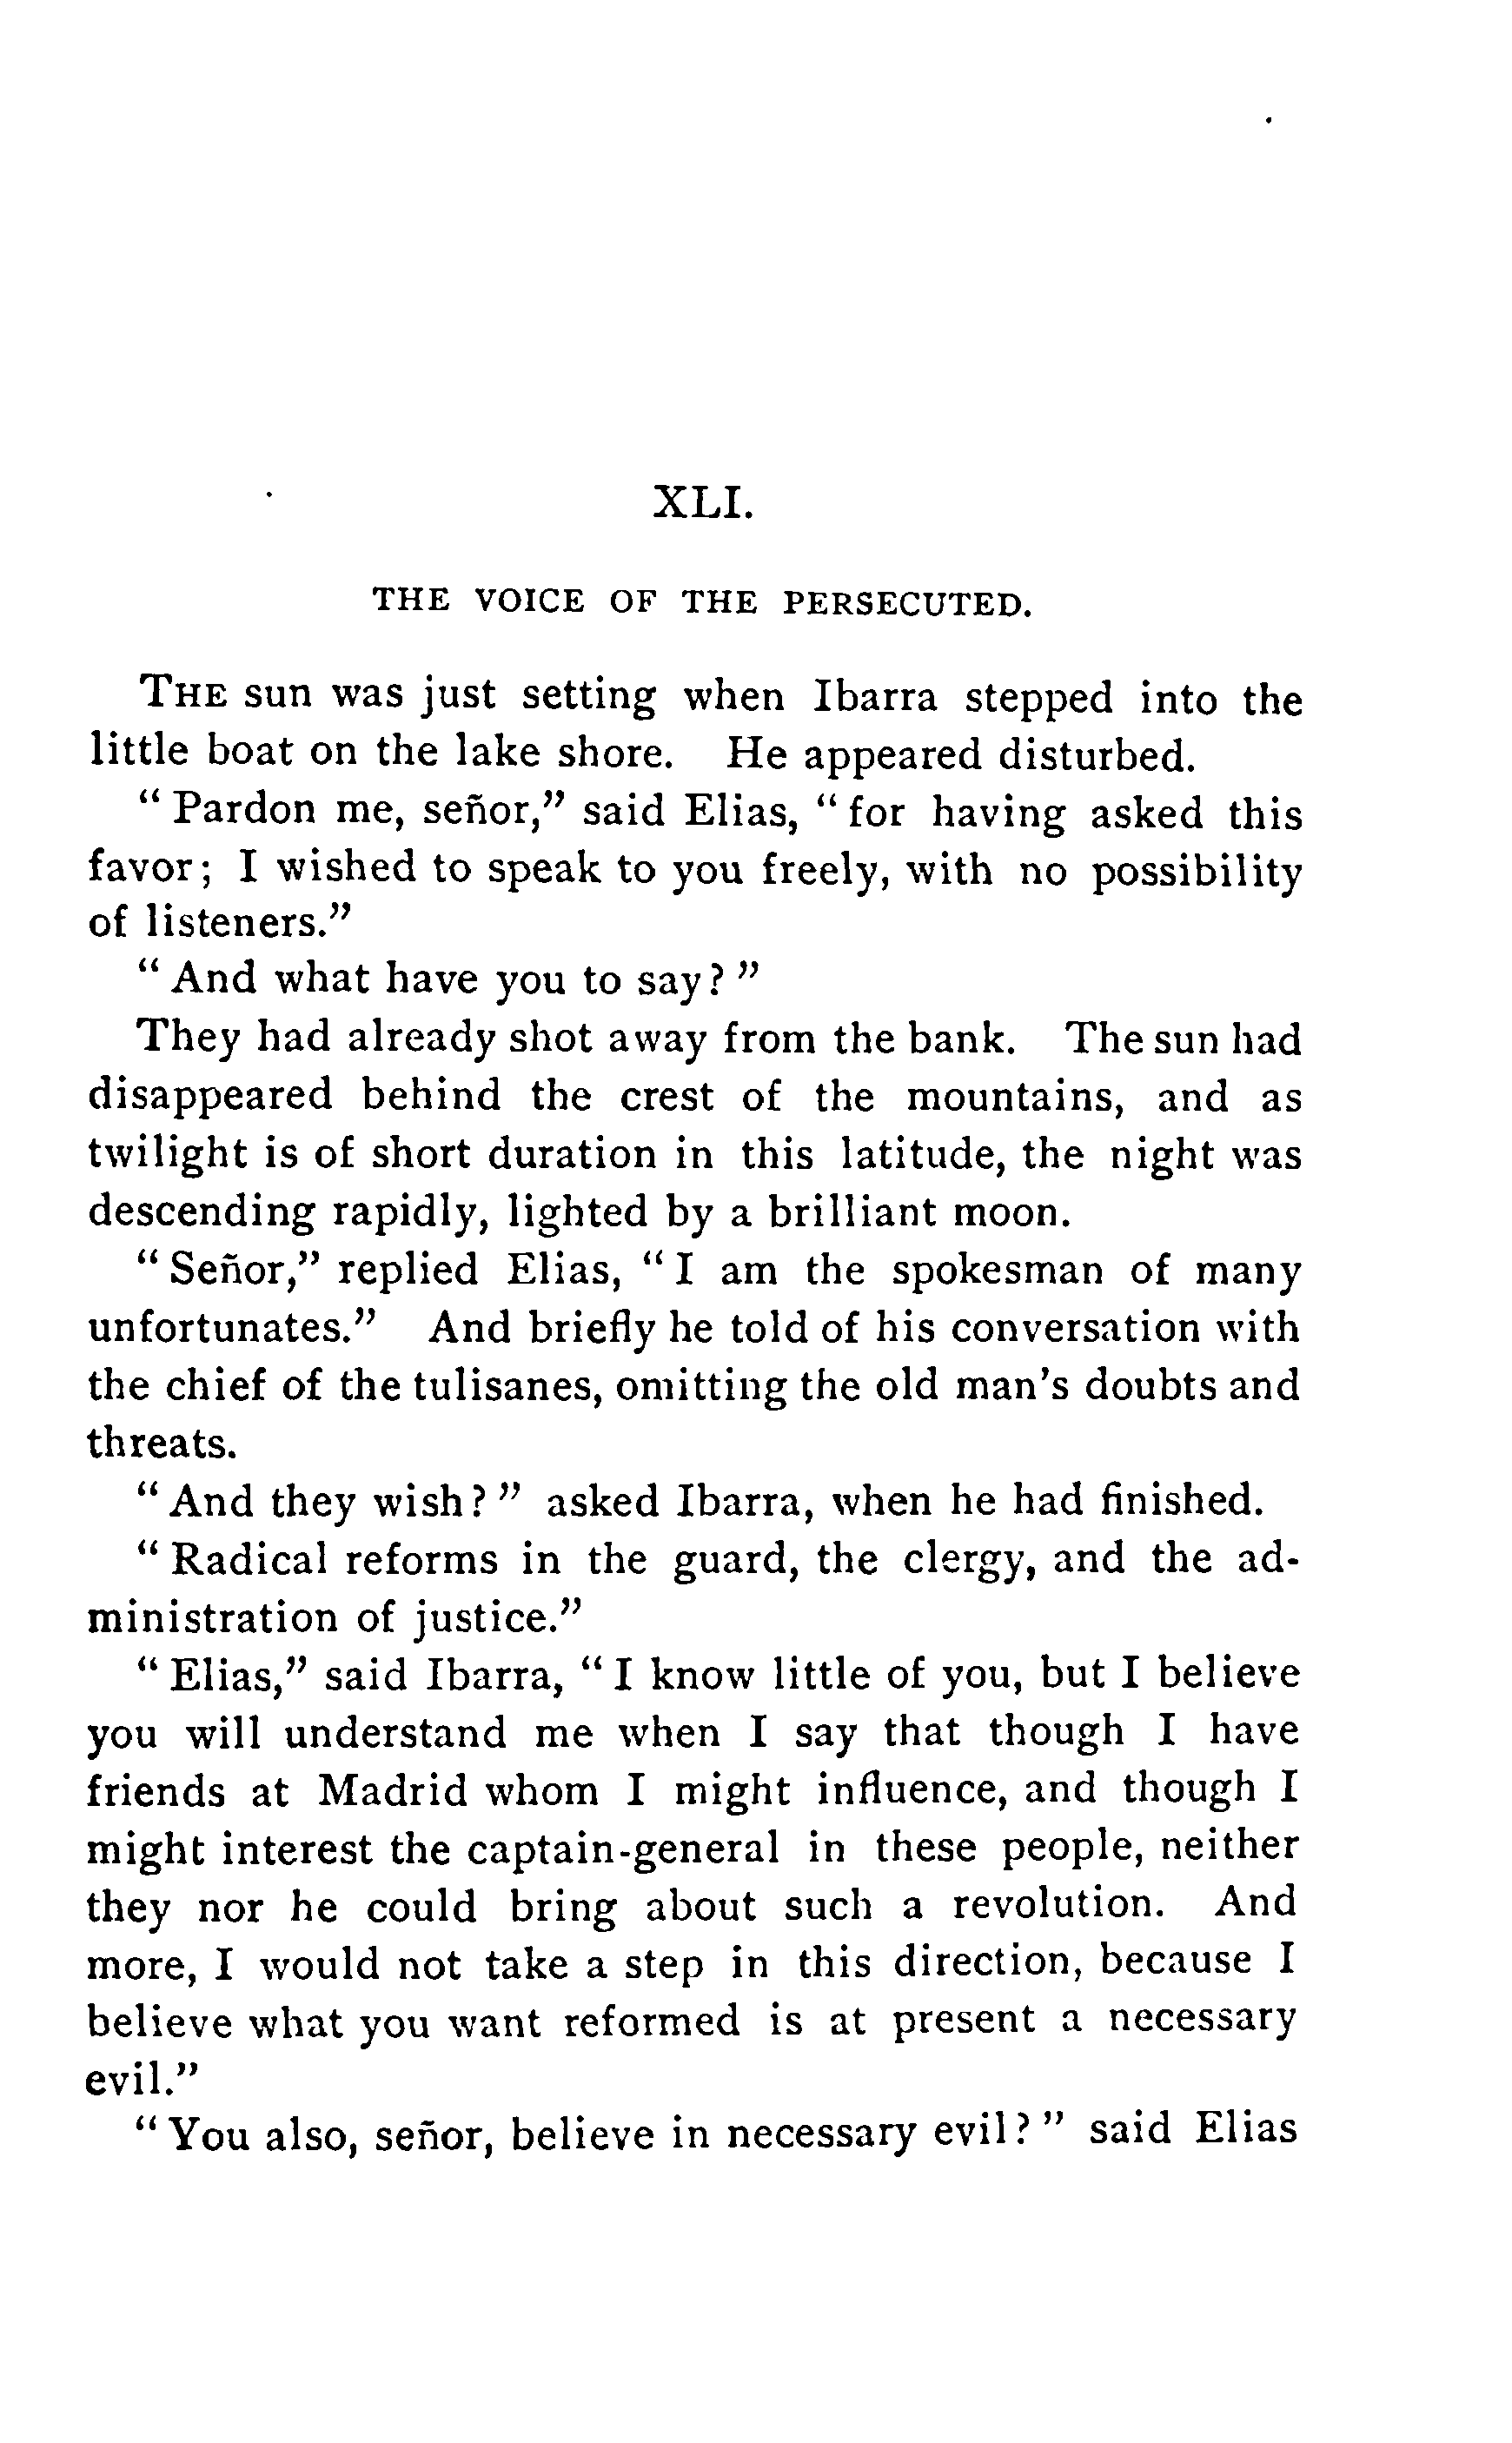 XLI.
THE VOICE OF THE PERSECUTED.
THE sun was just setting when Ibarra stepped into the
little boat on the lake shore. He appeared disturbed.
“Pardon me, señor,” said Elias, “for having asked this
favor; I wished to speak to you freely, with no possibility
of listeners.”
“And what have you to say?”
They had already shot away from the bank. The sun had
disappeared behind the crest of the mountains, and as
twilight is of short duration in this latitude, the night was
descending rapidly, lighted by a brilliant moon.
“Señor,” replied Elias, “I am the spokesman of many
unfortunates.” And briefly he told of his conversation with
the chief of the tulisanes, omitting the old man's doubts and
threats.
“And they wish?” asked Ibarra, when he had finished.
“Radical reforms in the guard, the clergy, and the ad-
ministration of justice.”
“Elias,” said Ibarra, “I know little of you, but I believe
you will understand me when I say that though I have
friends at Madrid whom I might influence, and though I
might interest the captain-general in these people, neither
they nor he could bring about such a revolution. And
more, I would not take a step in this direction, because I
believe what you want reformed is at present a necessary
evil.”
“You also, señor, believe in necessary evil?” said Elias